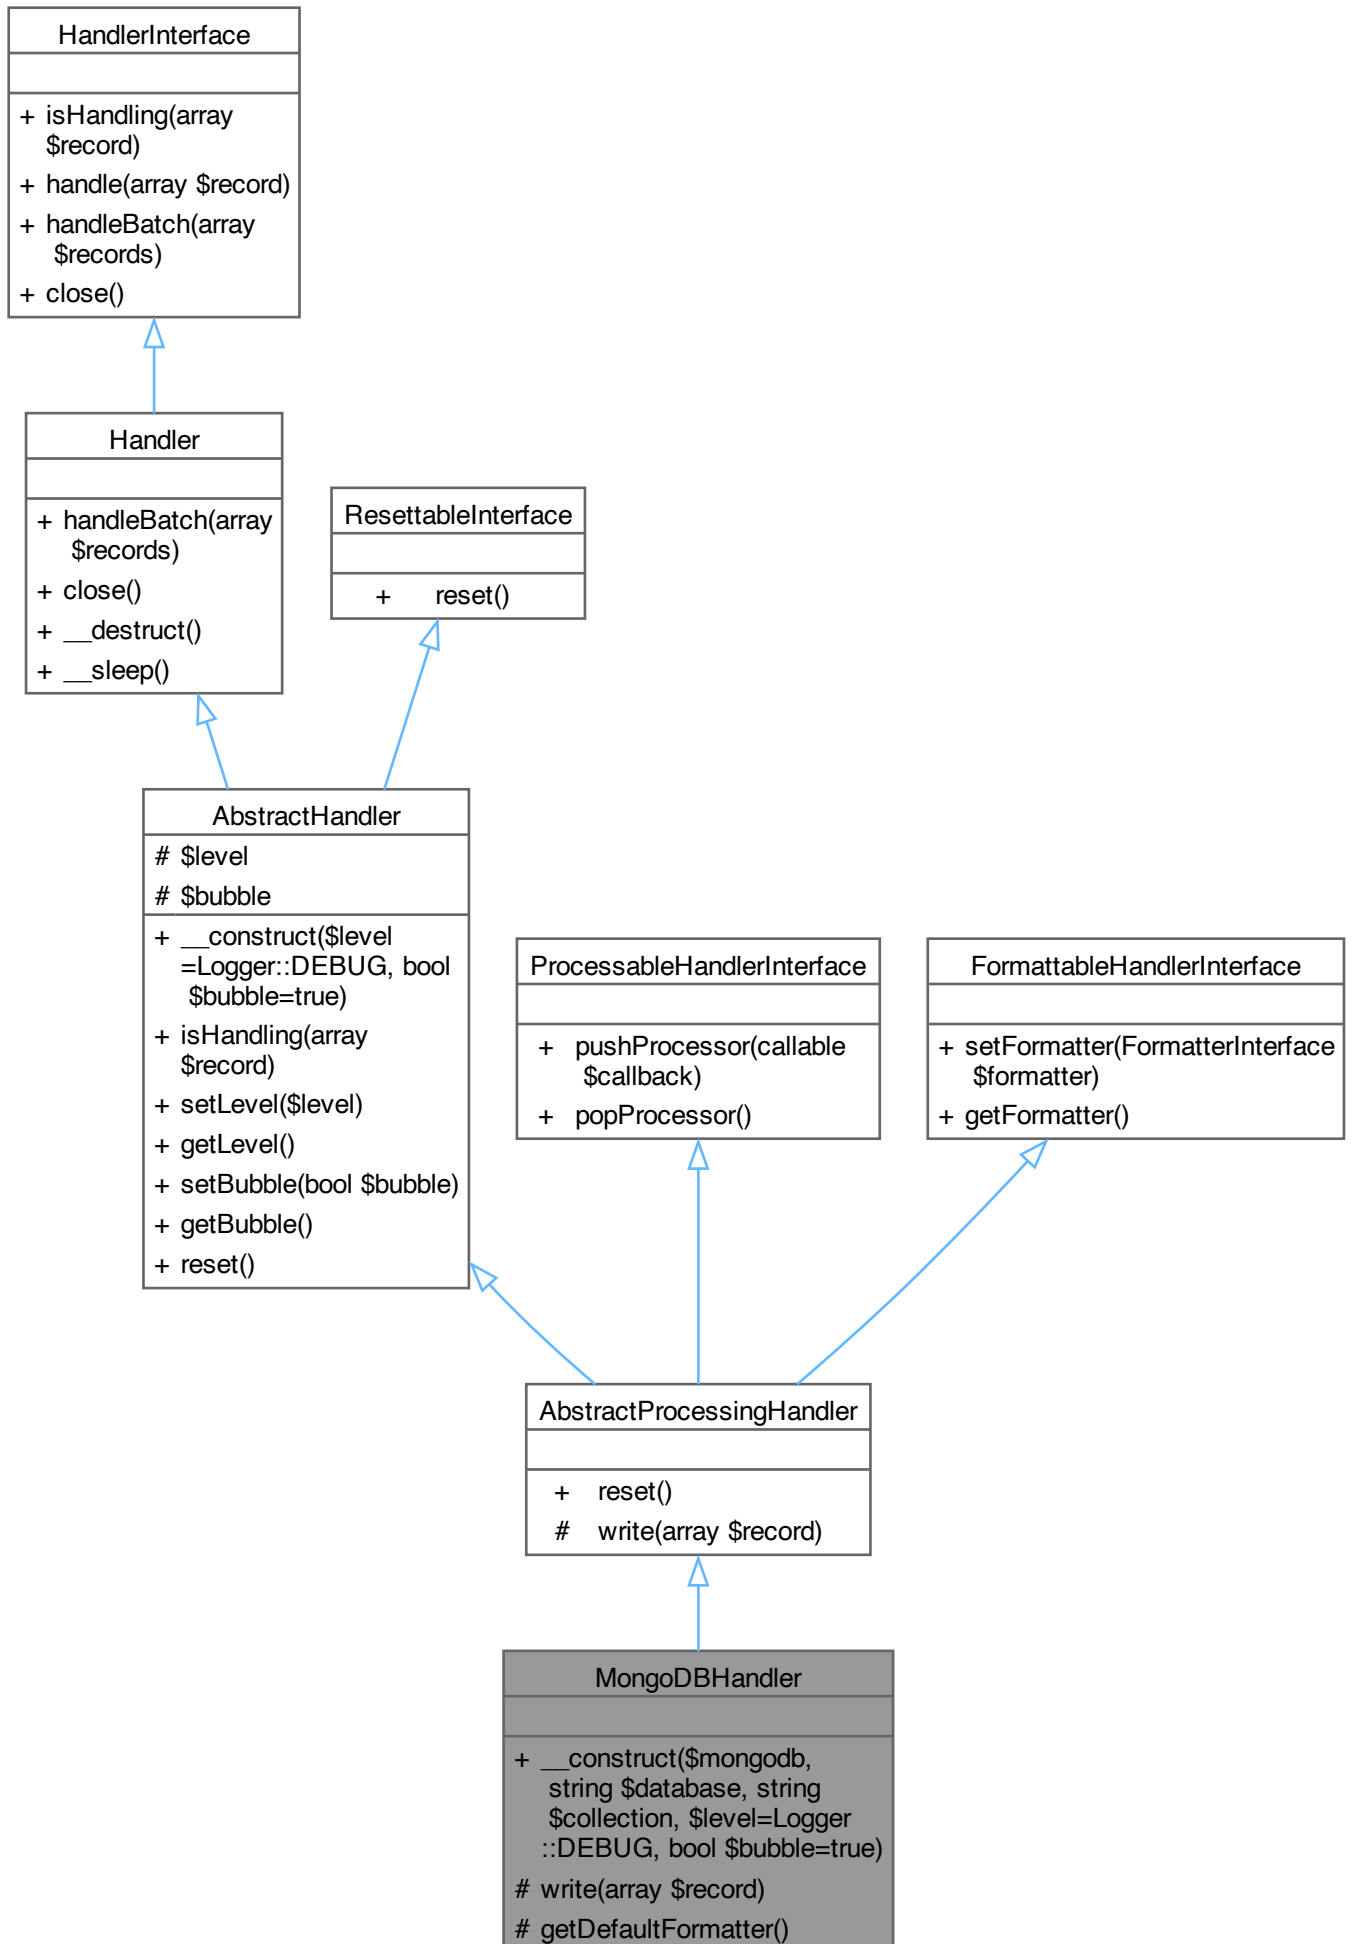 HandlerInterface
+ isHandling(array
$record)
+ handle(array $record)
+ handleBatch(array
$records)
+ close()
Handler
+ handleBatch(array
$records)
+ close()
+ __destruct()
+ __sleep()
ResettableInterface
+ reset()
AbstractHandler
# $level
# $bubble
+ __construct($level
=Logger::DEBUG, bool
$bubble=true)
+ isHandling(array
$record)
+ setLevel($level)
+ getLevel()
+ setBubble(bool $bubble)
+ getBubble()
+ reset()
ProcessableHandlerInterface
+ pushProcessor(callable
$callback)
+ popProcessor()
FormattableHandlerInterface
+ setFormatter(FormatterInterface
$formatter)
+ getFormatter()
AbstractProcessingHandler
+ reset()
# write(array $record)
MongoDBHandler
+ __construct($mongodb,
string $database, string
$collection, $level=Logger
::DEBUG, bool $bubble=true)
# write(array $record)
# getDefaultFormatter()